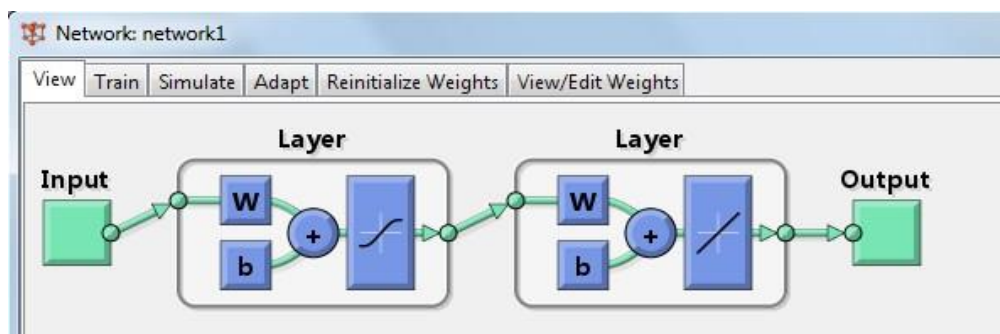 Network: network1
View Train Simulate Adapt Reinitialize Weights View/Edit Weights
Layer Layer
Input Output
W W
+ +
b b